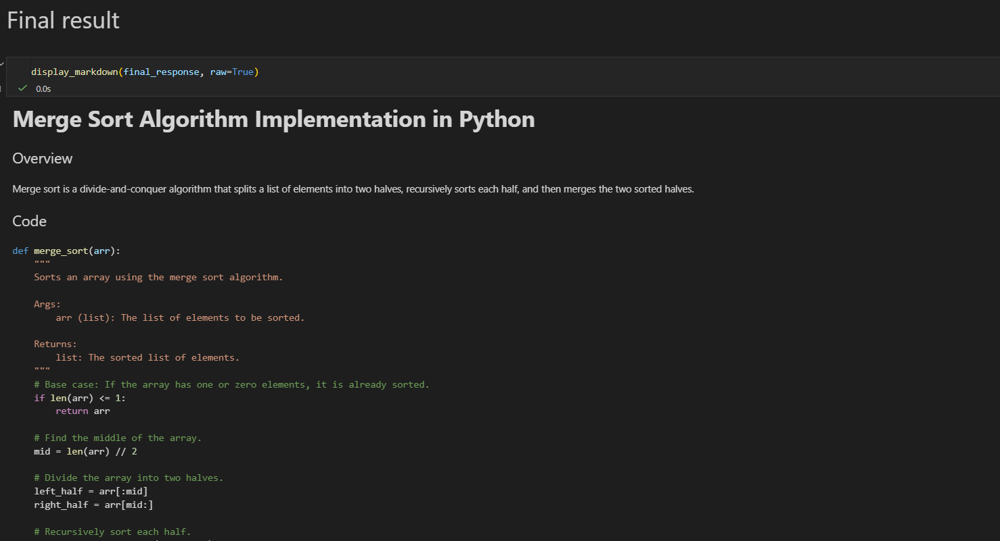 Final result
display_markdown(final_response, raw=True)
0.0s
Merge Sort Algorithm Implementation in Python
Overview
Merge sort is a divide-and-conquer algorithm that splits a list of elements into two halves, recursively sorts each half, and then merges the two sorted halves.
Code
def merge_sort(arr):
    """
    Sorts an array using the merge sort algorithm.

    Args:
        arr (list): The list of elements to be sorted.

    Returns:
        list: The sorted list of elements.
    """
    # Base case: If the array has one or zero elements, it is already sorted.
    if len(arr) <= 1:
        return arr

    # Find the middle of the array.
    mid = len(arr) // 2

    # Divide the array into two halves.
    left_half = arr[:mid]
    right_half = arr[mid:]

    # Recursively sort each half.